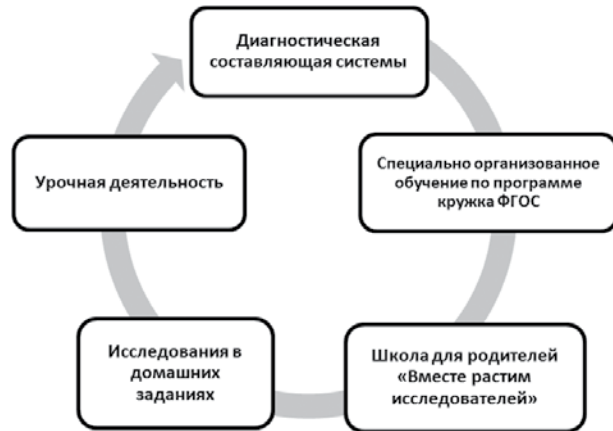 Диагностическая
составляющая системы
Специально организованное
обучение по программе
кружка ФГОС
Школа для родителей
«Вместе растим
исследователей»
Исследования в
домашних
заданиях
Урочная деятельность